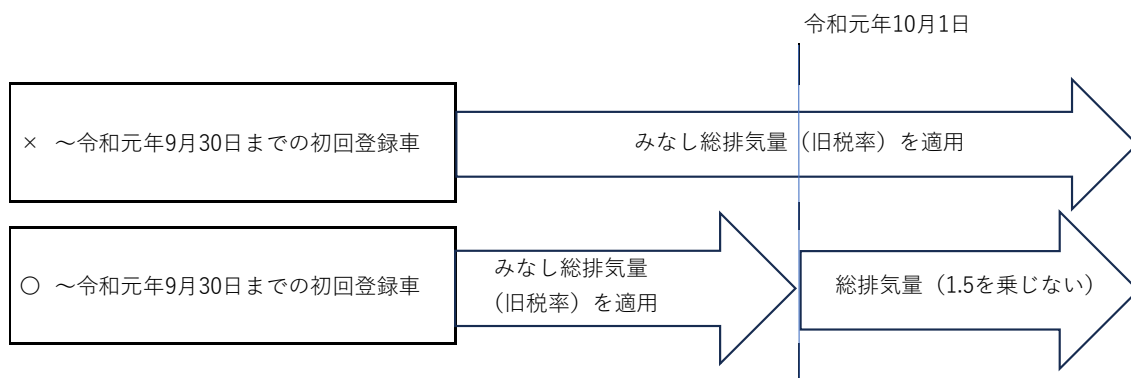 令和元年10月1日
× ～令和元年9月30日までの初回登録車
みなし総排気量（旧税率）を適用
○ ～令和元年9月30日までの初回登録車
みなし総排気量
（旧税率）を適用
総排気量（1.5を乗じない）